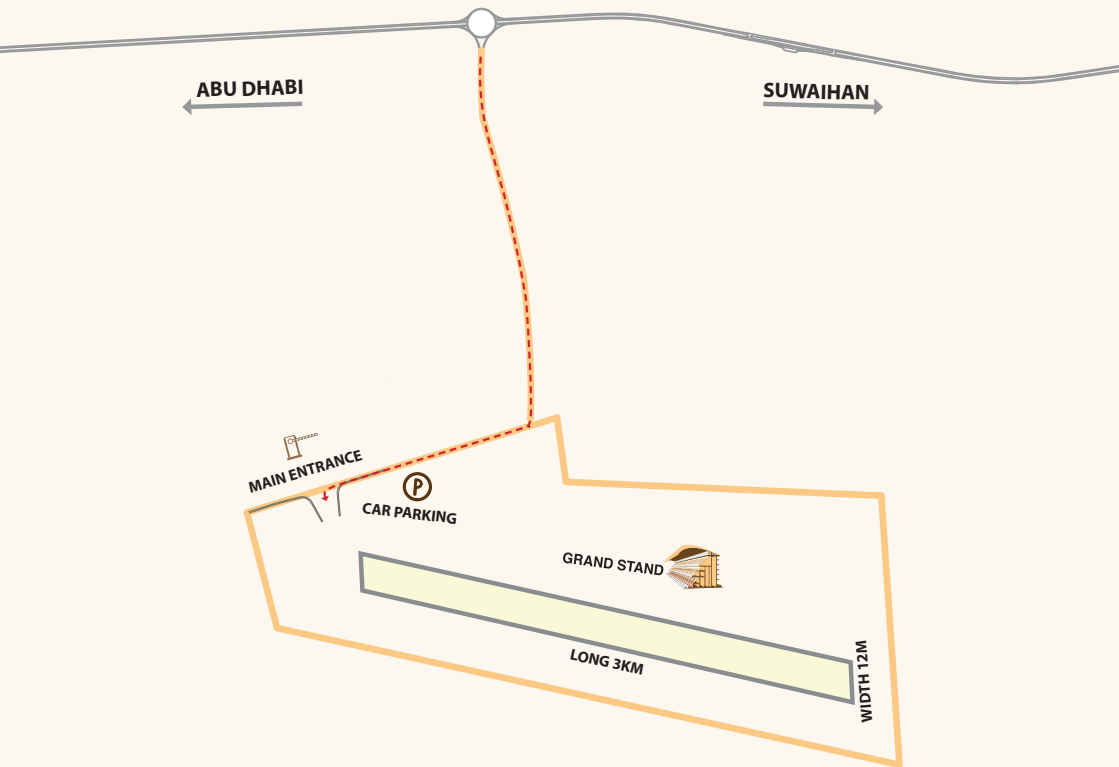 ABU DHABI
SUWAIHAN
MAIN ENTRANCE
P
CAR PARKING
GRAND STAND
LONG 3KM
WIDTH 12M